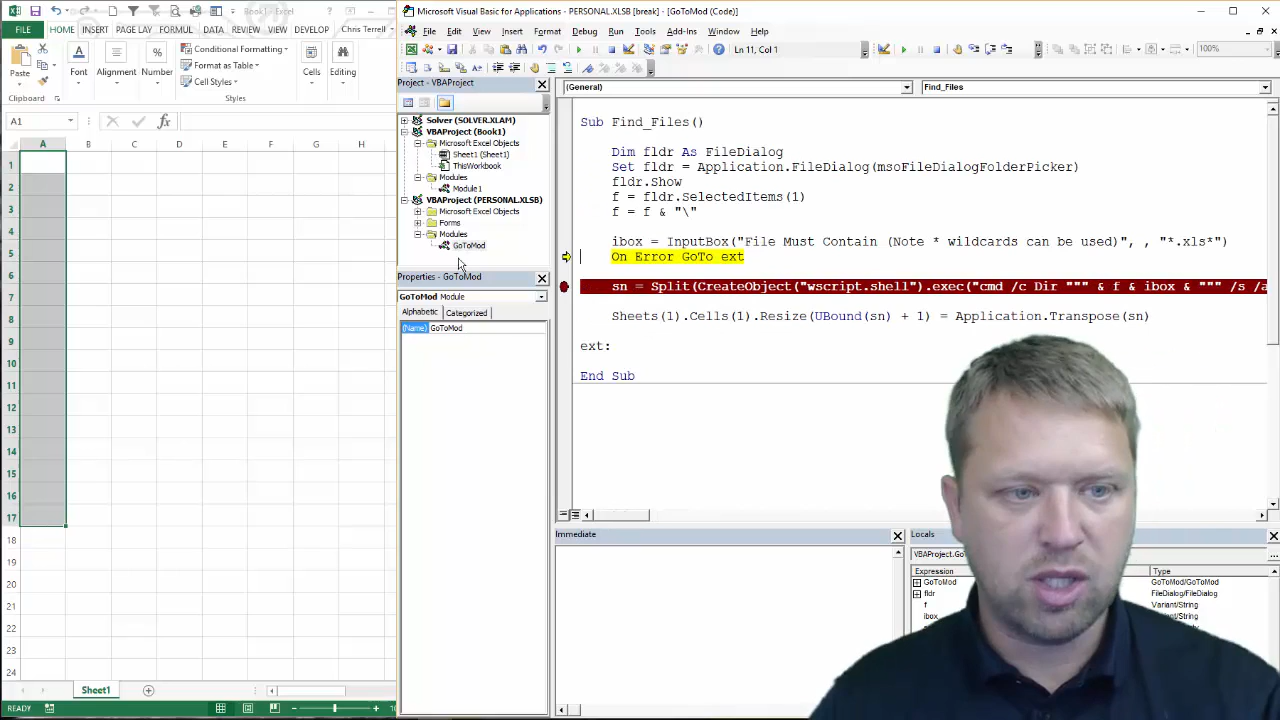 Book1 - Excel
FILE HOME INSERT PAGE LAY FORMUL DATA REVIEW VIEW DEVELOP Chris Terrell
Paste
Font
Alignment
Number
Conditional Formatting
Format as Table
Cell Styles
Cells
Editing
Clipboard
Styles
A1
A B C D E F G H
1
2
3
4
5
6
7
8
9
10
11
12
13
14
15
16
17
18
19
20
21
22
23
24
Sheet1
READY
Microsoft Visual Basic for Applications - PERSONAL.XLSB [break] - [GoToMod (Code)]
File Edit View Insert Format Debug Run Tools Add-Ins Window Help
Ln 11, Col 1
100%
Project - VBAProject
Solver (SOLVER.XLAM)
VBAProject (Book1)
Microsoft Excel Objects
Sheet1 (Sheet1)
ThisWorkbook
Modules
Module1
VBAProject (PERSONAL.XLSB)
Microsoft Excel Objects
Forms
Modules
GoToMod
Properties - GoToMod
GoToMod Module
Alphabetic Categorized
(Name) GoToMod
(General) Find_Files
Sub Find_Files()
Dim fldr As FileDialog
Set fldr = Application.FileDialog(msoFileDialogFolderPicker)
fldr.Show
f = fldr.SelectedItems(1)
f = f & "\"
ibox = InputBox("File Must Contain (Note * wildcards can be used)", , "*.xls*")
On Error GoTo ext
sn = Split(CreateObject("wscript.shell").exec("cmd /c Dir """ & f & ibox & """ /s /a
Sheets(1).Cells(1).Resize(UBound(sn) + 1) = Application.Transpose(sn)
ext:
End Sub
Immediate
Locals
VBAProject.Go
Expression Type
GoToMod GoToMod/GoToMod
fldr FileDialog/FileDialog
f Variant/String
ibox Variant/String